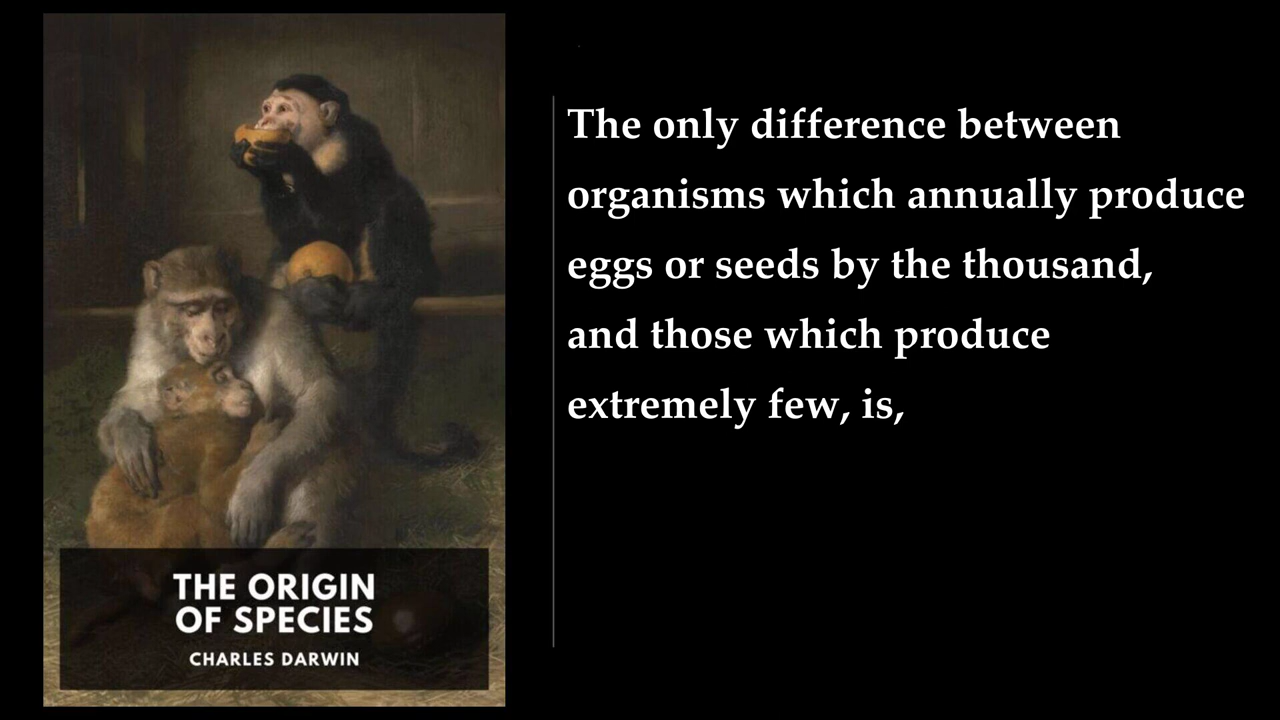 The only difference between
organisms which annually produce
eggs or seeds by the thousand,
and those which produce
extremely few, is,
THE ORIGIN
OF SPECIES
CHARLES DARWIN